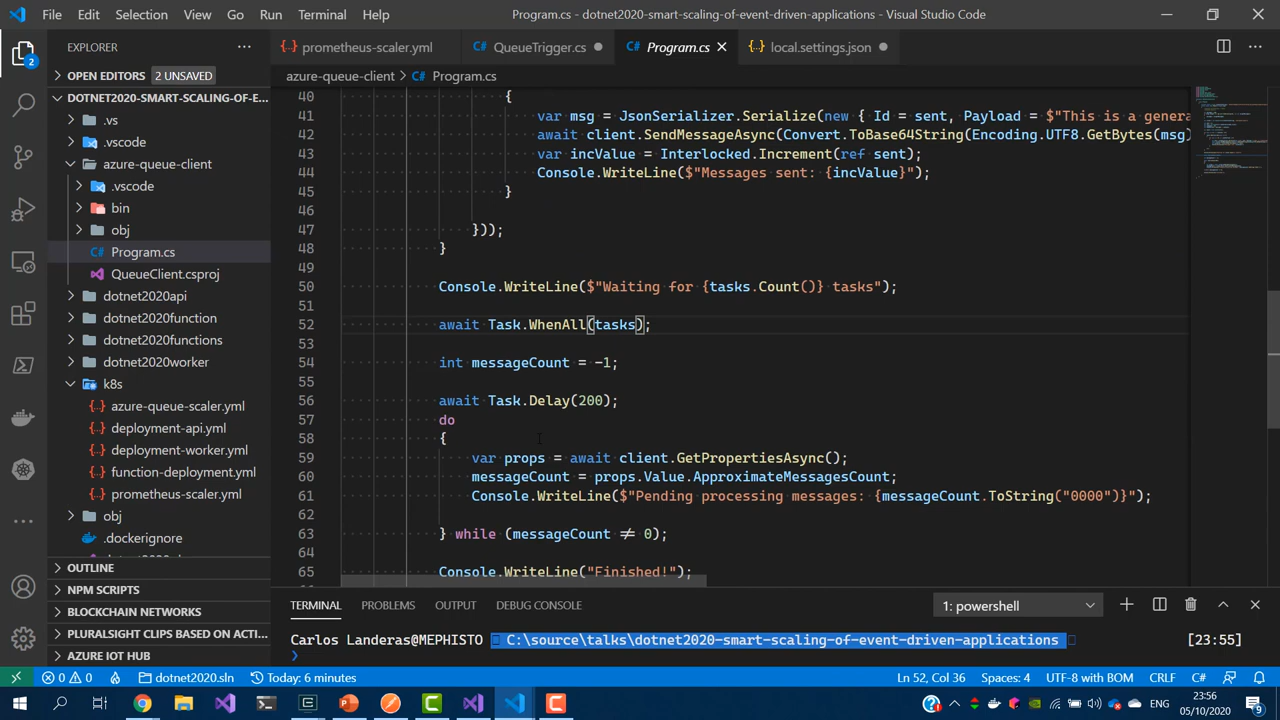 File Edit Selection View Go Run Terminal Help Program.cs - dotnet2020-smart-scaling-of-event-driven-applications - Visual Studio Code
EXPLORER
prometheus-scaler.yml
QueueTrigger.cs
Program.cs
local.settings.json
2
OPEN EDITORS 2 UNSAVED
azure-queue-client > Program.cs
DOTNET2020-SMART-SCALING-OF-E...
.vs
.vscode
azure-queue-client
.vscode
bin
obj
Program.cs
QueueClient.csproj
dotnet2020api
dotnet2020function
dotnet2020functions
dotnet2020worker
k8s
azure-queue-scaler.yml
deployment-api.yml
deployment-worker.yml
function-deployment.yml
prometheus-scaler.yml
obj
.dockerignore
OUTLINE
NPM SCRIPTS
BLOCKCHAIN NETWORKS
PLURALSIGHT CLIPS BASED ON ACTI...
AZURE IOT HUB
40 {
41 var msg = JsonSerializer.Serialize(new { Id = sent, Payload = $"This is a genera
42 await client.SendMessageAsync(Convert.ToBase64String(Encoding.UTF8.GetBytes(msg)
43 var incValue = Interlocked.Increment(ref sent);
44 Console.WriteLine($"Messages sent: {incValue}");
45 }
46
47 }));
48 }
49
50 Console.WriteLine($"Waiting for {tasks.Count()} tasks");
51
52 await Task.WhenAll(tasks);
53
54 int messageCount = -1;
55
56 await Task.Delay(200);
57 do
58 {
59 var props = await client.GetPropertiesAsync();
60 messageCount = props.Value.ApproximateMessagesCount;
61 Console.WriteLine($"Pending processing messages: {messageCount.ToString("0000")}");
62
63 } while (messageCount ≠ 0);
64
65 Console.WriteLine("Finished!");
TERMINAL PROBLEMS OUTPUT DEBUG CONSOLE 1: powershell
Carlos Landeras@MEPHISTO C:\source\talks\dotnet2020-smart-scaling-of-event-driven-applications [23:55]
❯
0 0 dotnet2020.sln Today: 6 minutes Ln 52, Col 36 Spaces: 4 UTF-8 with BOM CRLF C#
23:56
05/10/2020
9